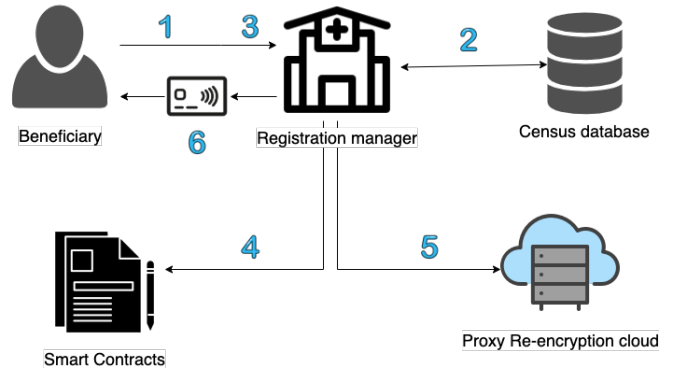 1 3
2
6
Beneficiary
Registration manager
Census database
4
5
Smart Contracts
Proxy Re-encryption cloud